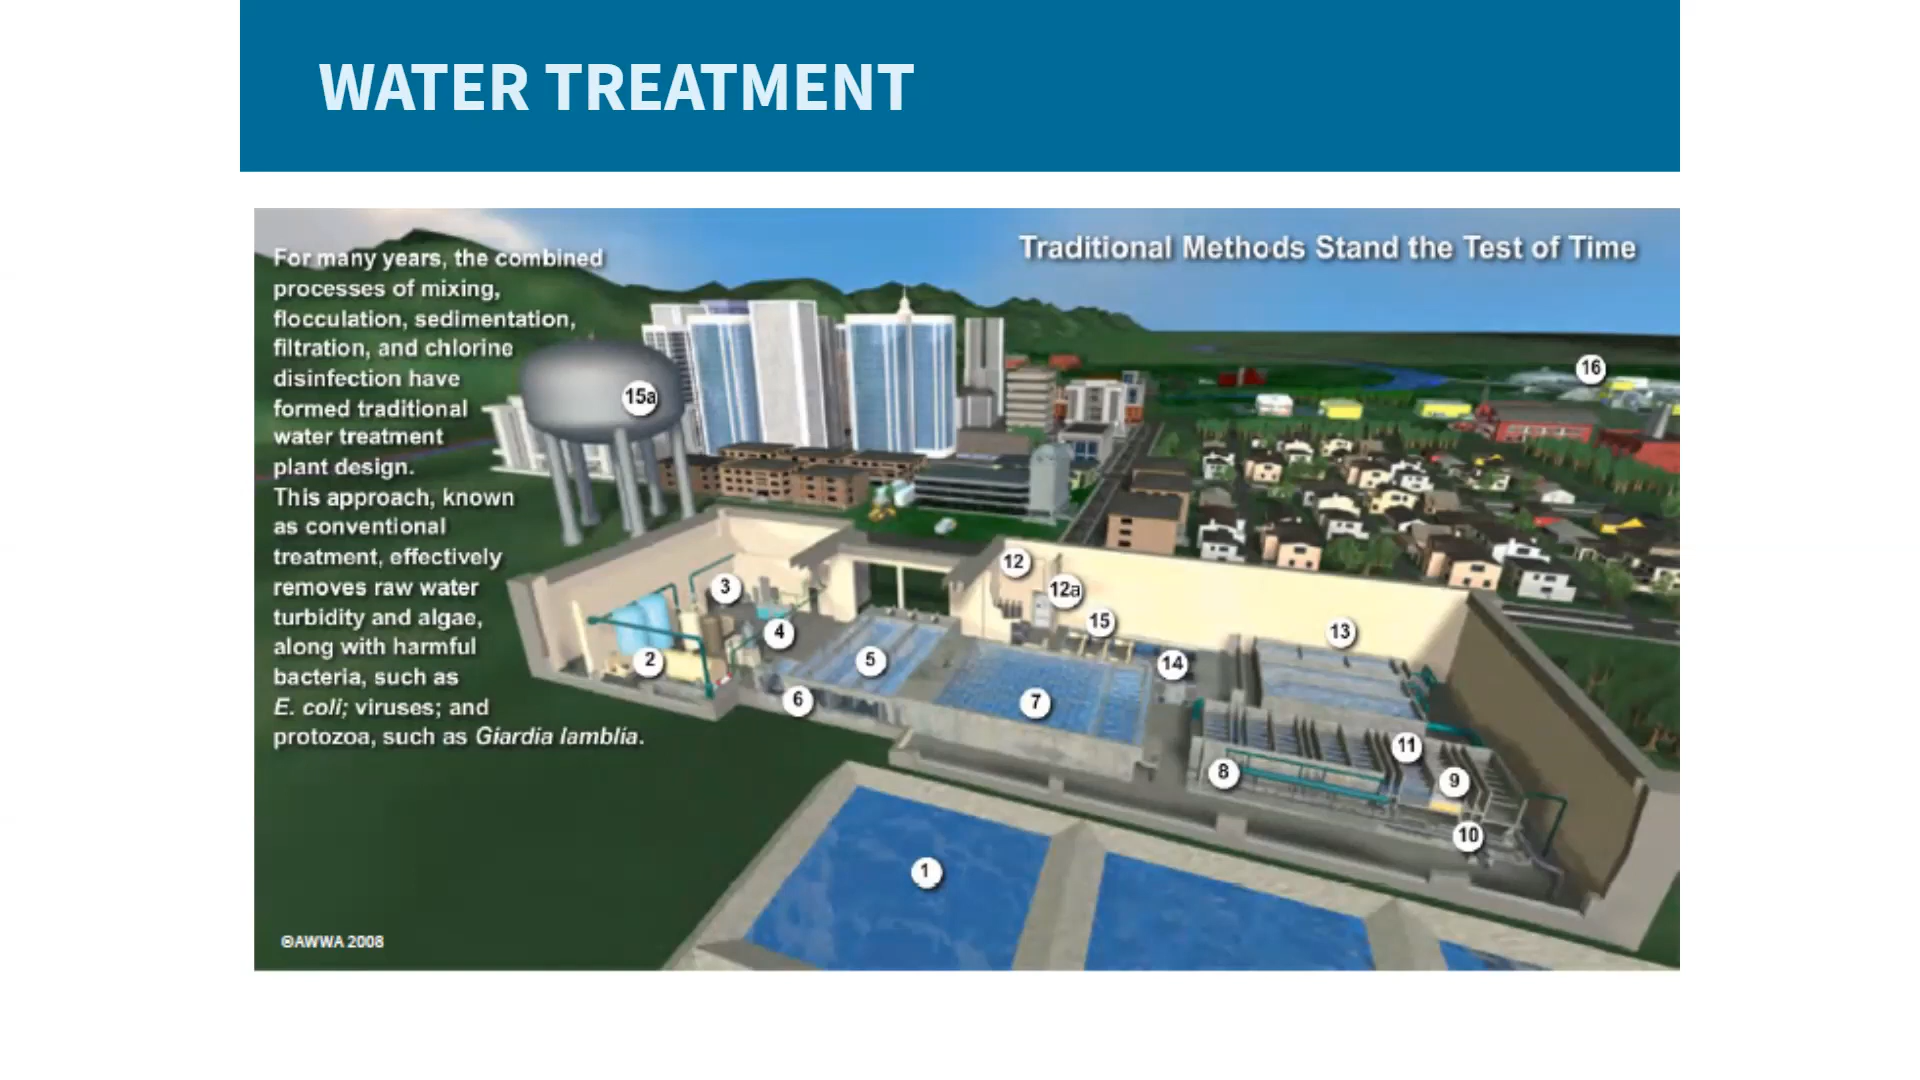 WATER TREATMENT
For many years, the combined
processes of mixing,
flocculation, sedimentation,
filtration, and chlorine
disinfection have
formed traditional
water treatment
plant design.
This approach, known
as conventional
treatment, effectively
removes raw water
turbidity and algae,
along with harmful
bacteria, such as
E. coli; viruses; and
protozoa, such as Giardia lamblia.
Traditional Methods Stand the Test of Time
16
15a
12
3
12a
15
4
13
2
5
14
6
7
11
8
9
10
1
©AWWA 2008